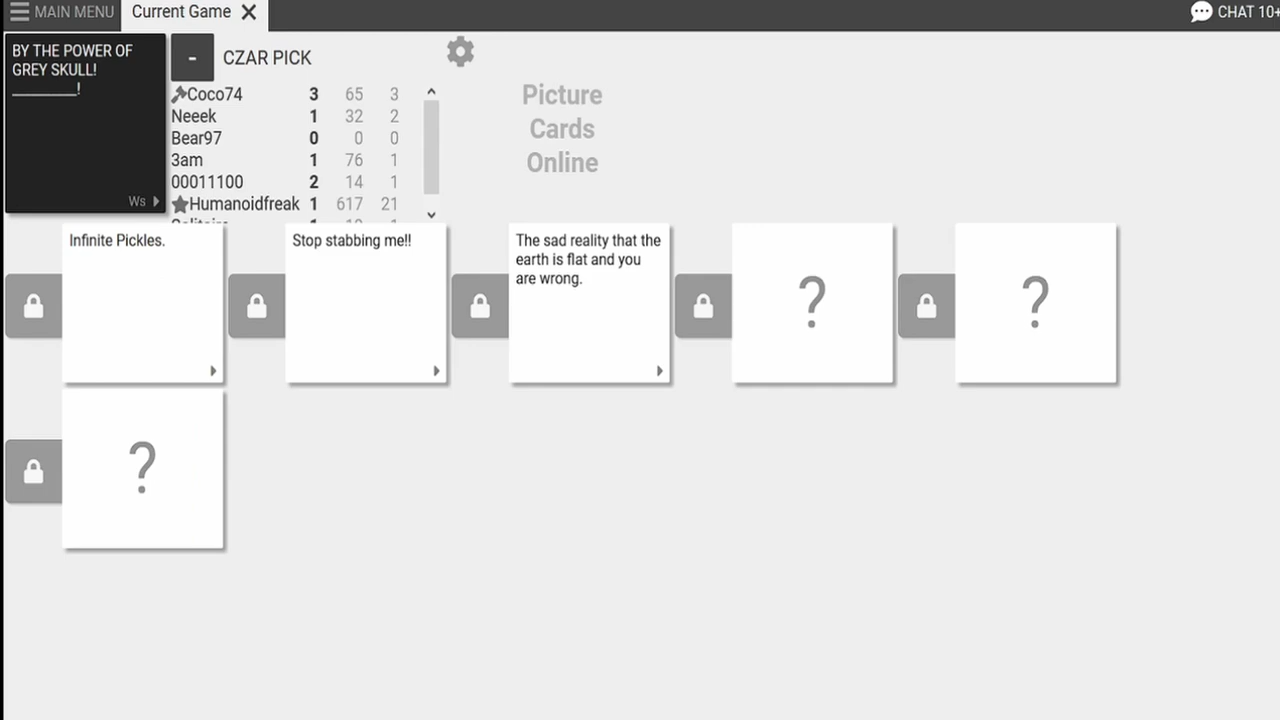 MAIN MENU
Current Game
CHAT 10+
BY THE POWER OF
GREY SKULL!
________!
Ws
-
CZAR PICK
Coco74 3 65 3
Neeek 1 32 2
Bear97 0 0 0
3am 1 76 1
00011100 2 14 1
Humanoidfreak 1 617 21
Picture
Cards
Online
Infinite Pickles.
Stop stabbing me!!
The sad reality that the
earth is flat and you
are wrong.
?
?
?